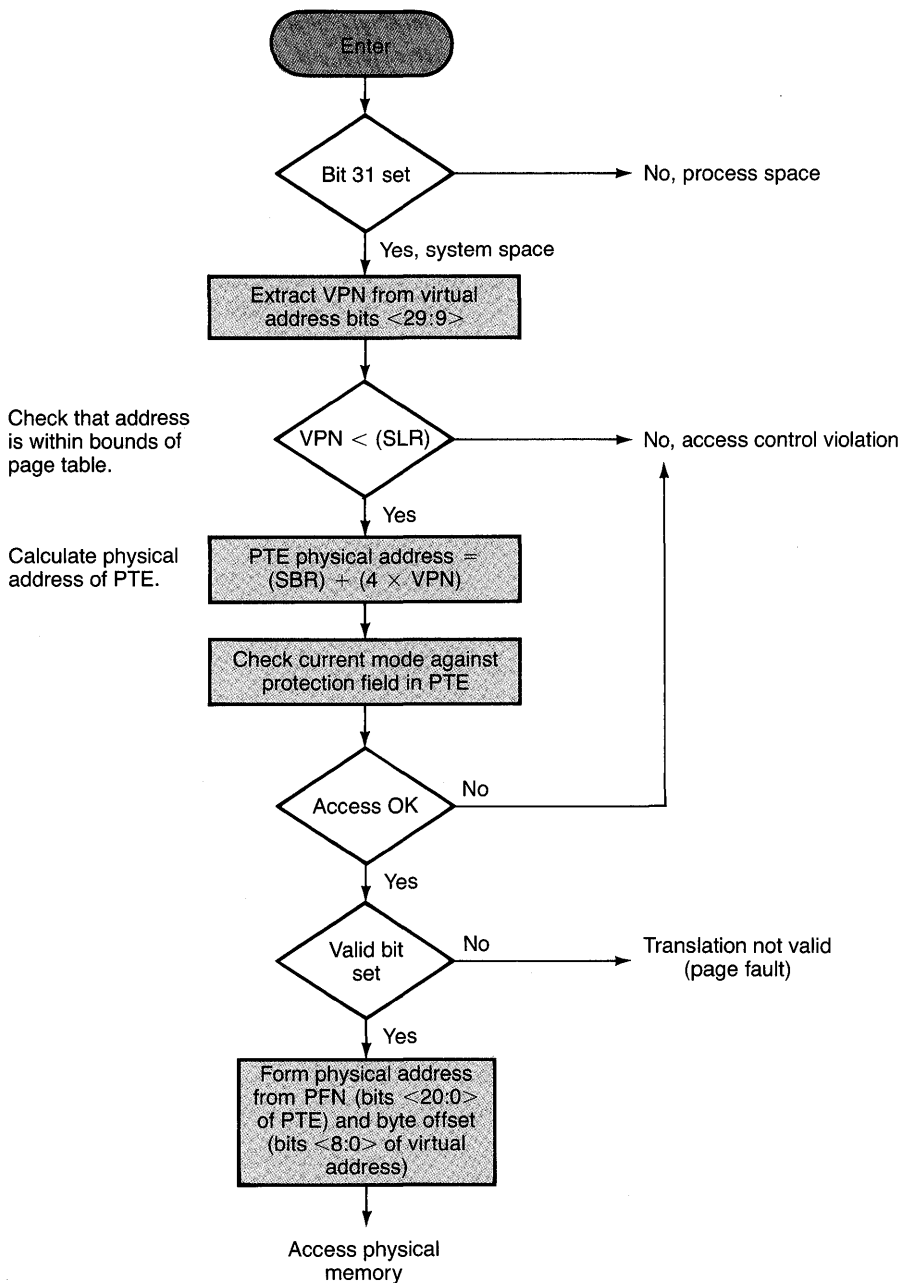 Enter
Bit 31 set
No, process space
Yes, system space
Extract VPN from virtual
address bits <29:9>
Check that address
is within bounds of
page table.
VPN < (SLR)
No, access control violation
Yes
Calculate physical
address of PTE.
PTE physical address =
(SBR) + (4 × VPN)
Check current mode against
protection field in PTE
Access OK
No
Yes
Valid bit
set
No
Translation not valid
(page fault)
Yes
Form physical address
from PFN (bits <20:0>
of PTE) and byte offset
(bits <8:0> of virtual
address)
Access physical
memory